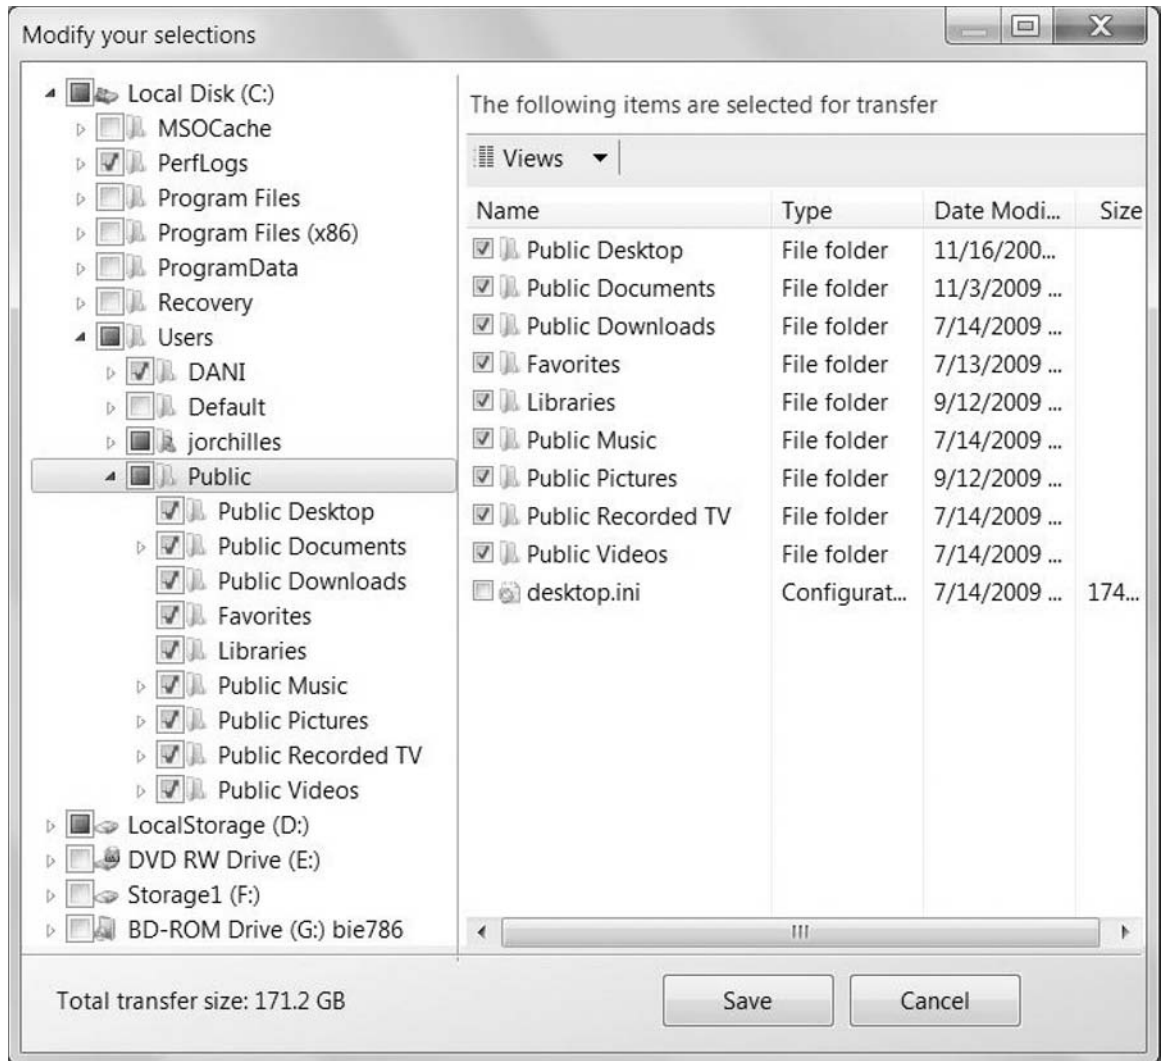 Modify your selections
Local Disk (C:)
MSOCache
PerfLogs
Program Files
Program Files (x86)
ProgramData
Recovery
Users
DANI
Default
jorchilles
Public
Public Desktop
Public Documents
Public Downloads
Favorites
Libraries
Public Music
Public Pictures
Public Recorded TV
Public Videos
LocalStorage (D:)
DVD RW Drive (E:)
Storage1 (F:)
BD-ROM Drive (G:) bie786
The following items are selected for transfer
Views
Name Type Date Modi... Size
Public Desktop File folder 11/16/200...
Public Documents File folder 11/3/2009 ...
Public Downloads File folder 7/14/2009 ...
Favorites File folder 7/13/2009 ...
Libraries File folder 9/12/2009 ...
Public Music File folder 7/14/2009 ...
Public Pictures File folder 9/12/2009 ...
Public Recorded TV File folder 7/14/2009 ...
Public Videos File folder 7/14/2009 ...
desktop.ini Configurat... 7/14/2009 ... 174...
Total transfer size: 171.2 GB
Save Cancel